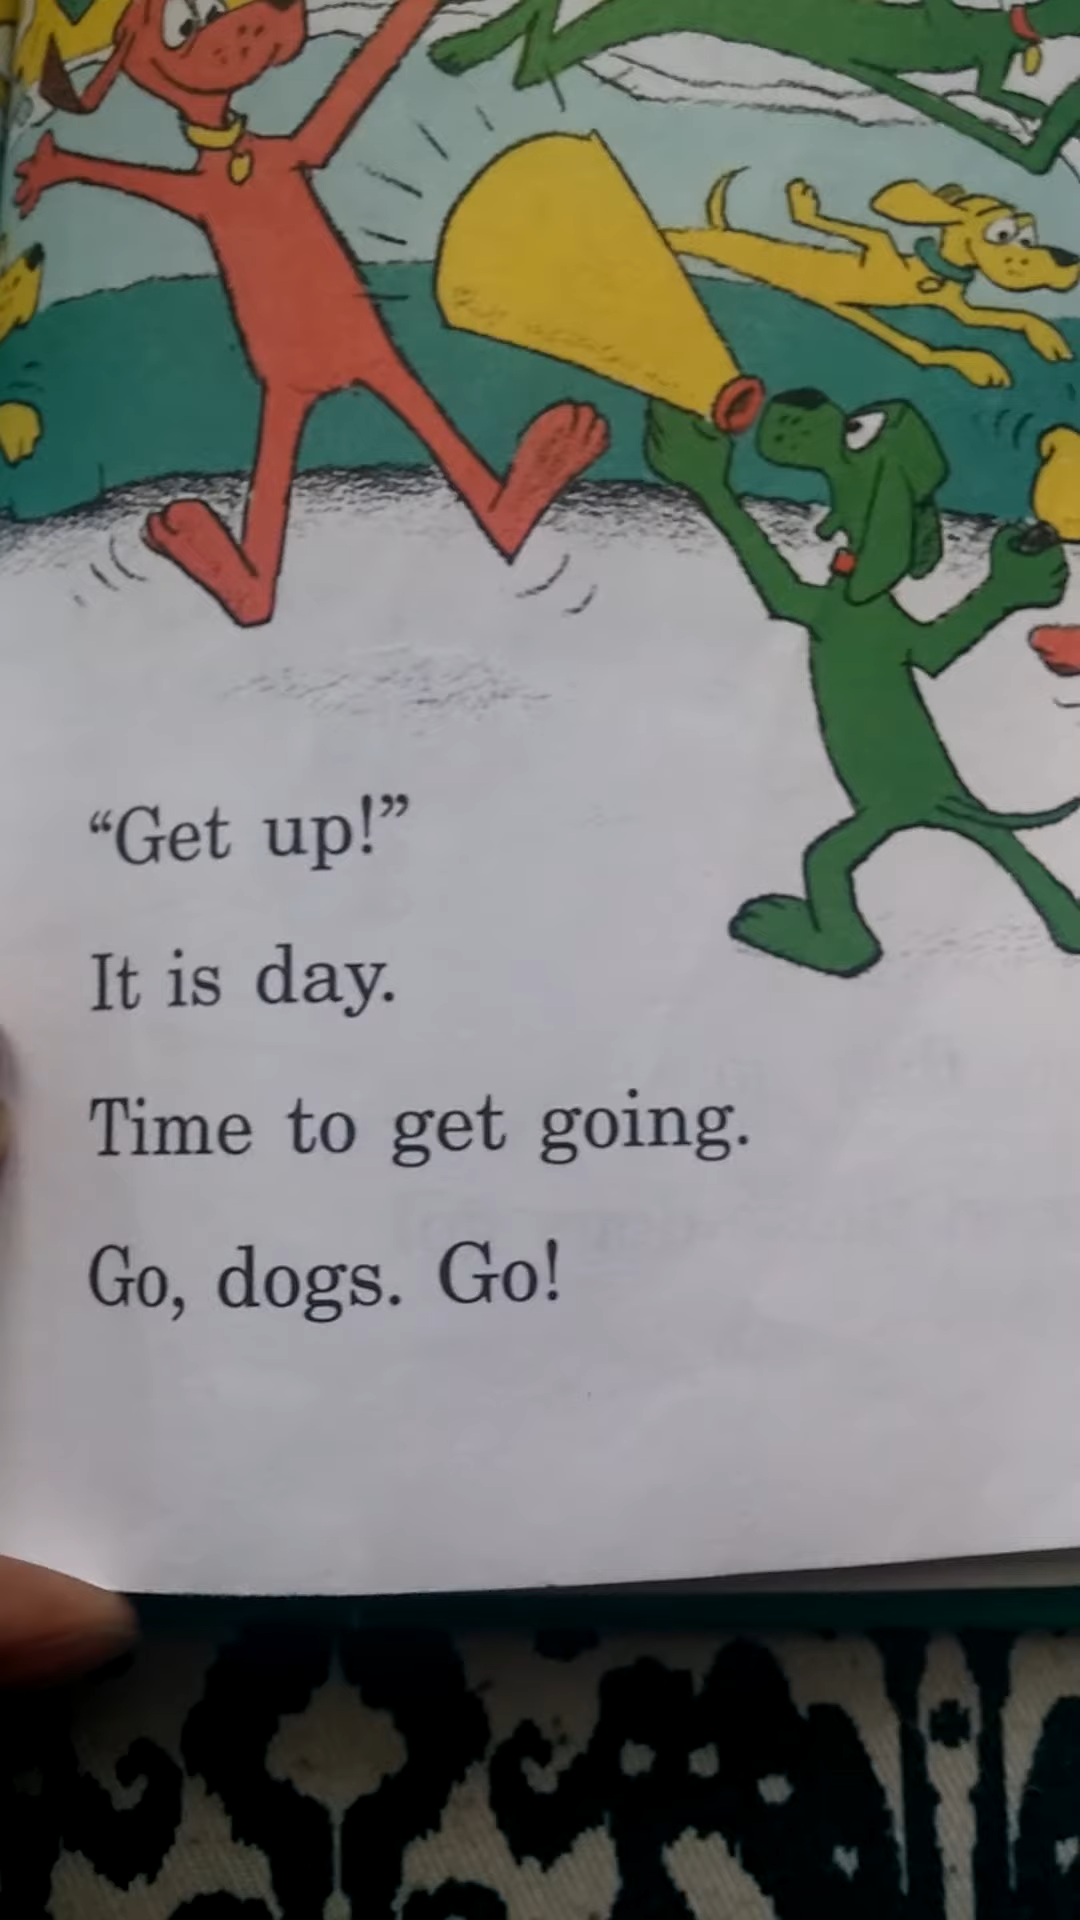 “Get up!”
It is day.
Time to get going.
Go, dogs. Go!